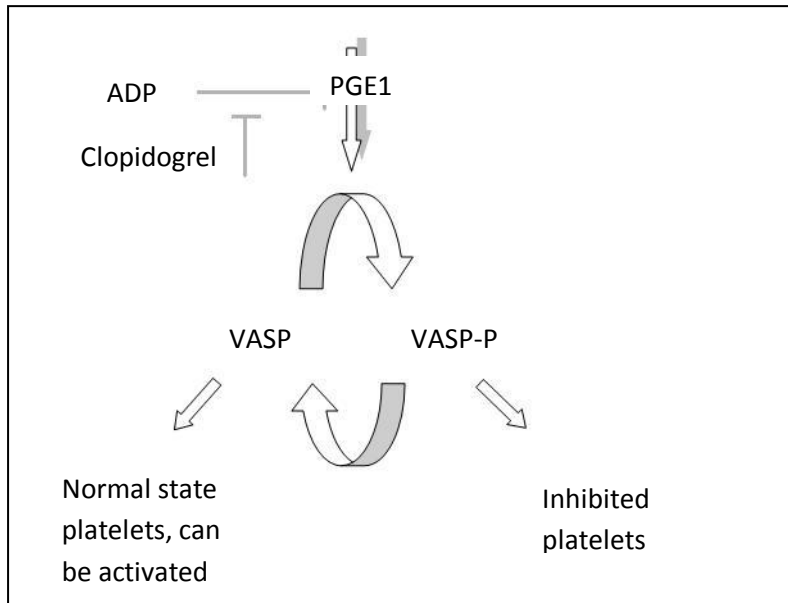 PGE1
ADP
Clopidogrel
VASP
VASP-P
Normal state
platelets, can
be activated
Inhibited
platelets